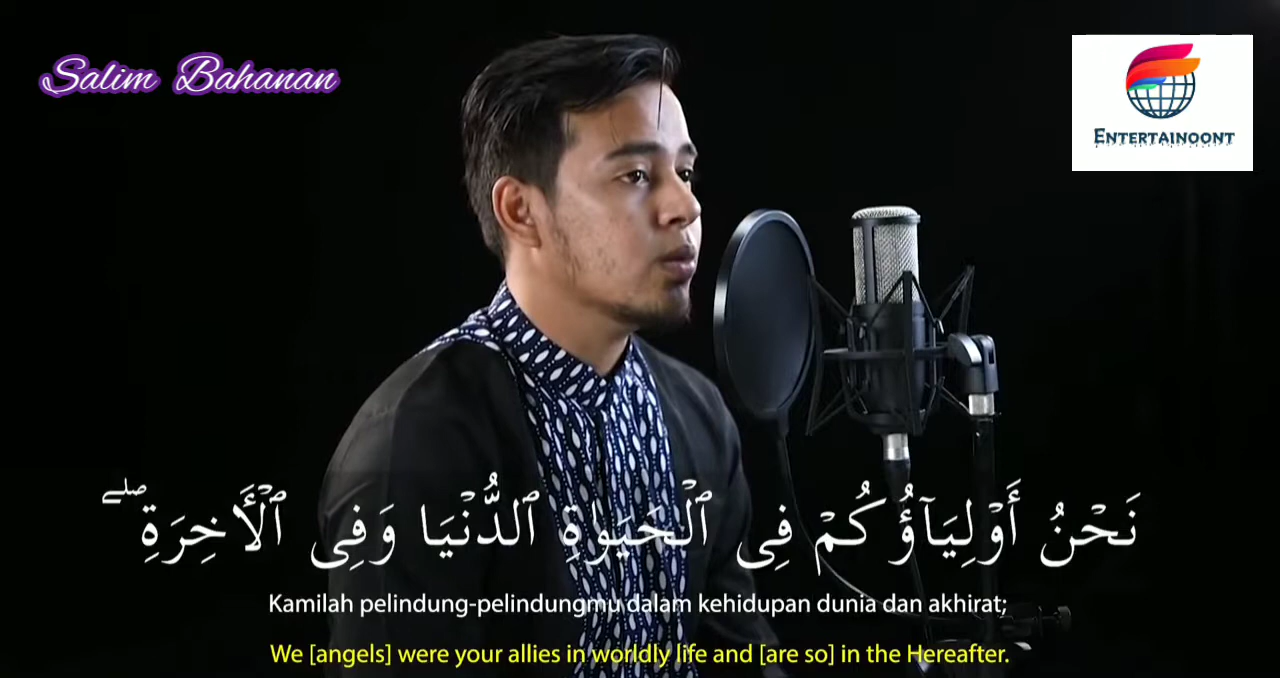 Salim Bahanan
ENTERTAINOONT
نَحْنُ أَوْلِيَآؤُكُمْ فِى ٱلْحَيَوٰةِ ٱلدُّنْيَا وَفِى ٱلْأَخِرَةِ ۖ
Kamilah pelindung-pelindungmu dalam kehidupan dunia dan akhirat;
We [angels] were your allies in worldly life and [are so] in the Hereafter.